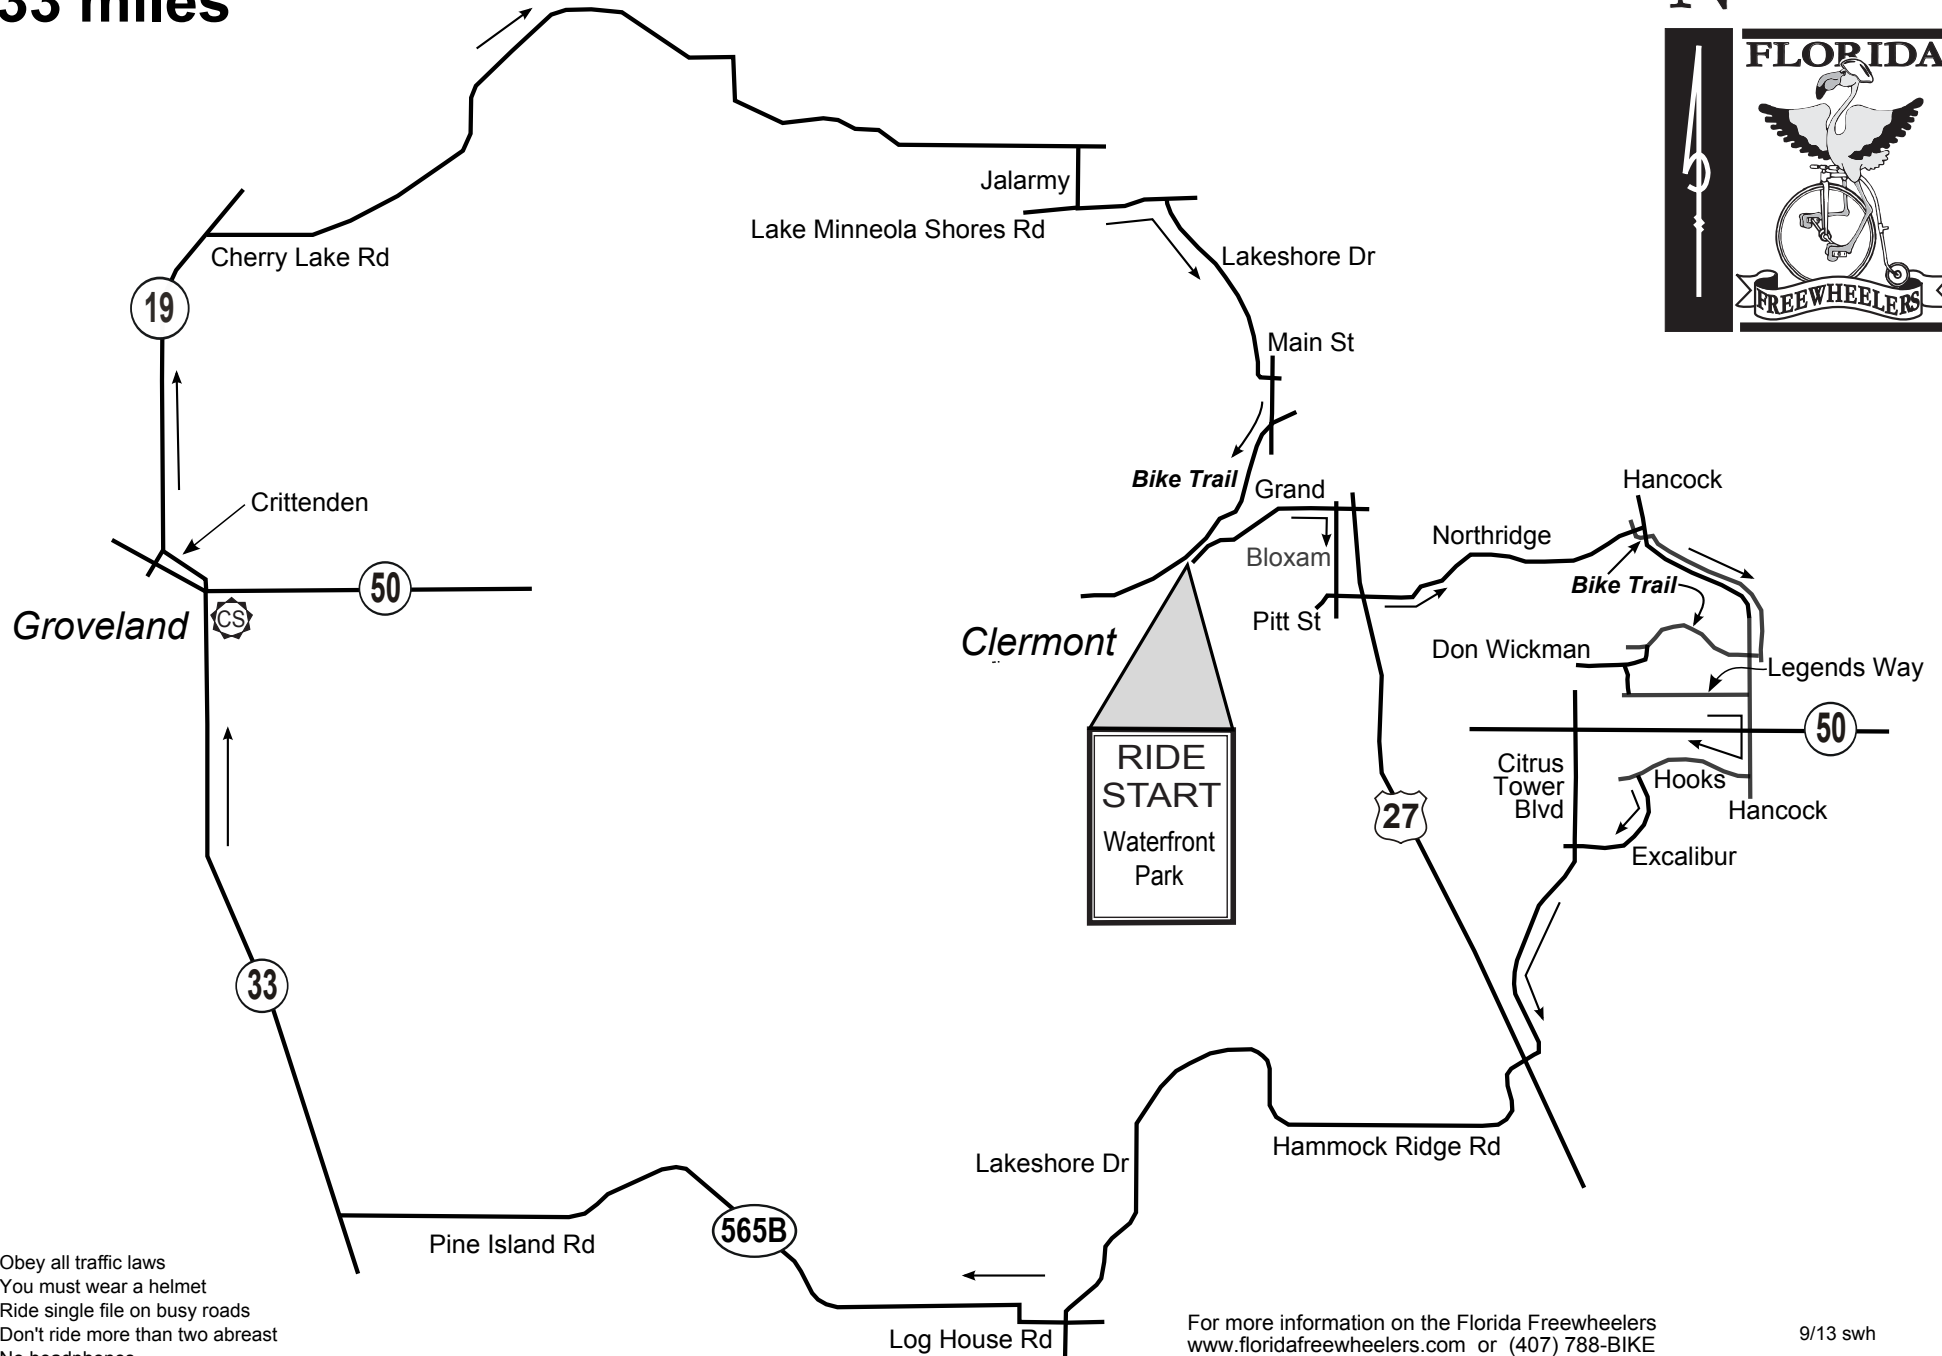 33 miles
N
FLORIDA
FREEWHEELERS
Jalarmy
Lake Minneola Shores Rd
Lakeshore Dr
Cherry Lake Rd
19
Main St
Bike Trail
Grand
Hancock
Crittenden
Northridge
Bloxam
Bike Trail
50
CS
Groveland
Pitt St
Clermont
Don Wickman
Legends Way
50
RIDE
START
Waterfront
Park
Citrus
Tower
Blvd
Hooks
27
Hancock
Excalibur
33
Hammock Ridge Rd
Lakeshore Dr
565B
Pine Island Rd
Log House Rd
Obey all traffic laws
You must wear a helmet
Ride single file on busy roads
Don't ride more than two abreast
No headphones
For more information on the Florida Freewheelers
www.floridafreewheelers.com or (407) 788-BIKE
9/13 swh